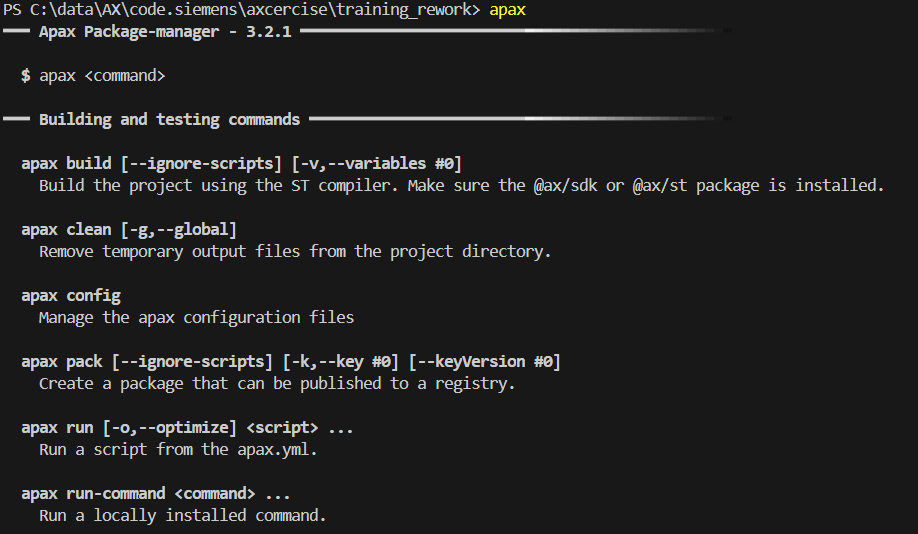 PS C:\data\AX\code.siemens\axcercise\training_rework> apax
Apax Package-manager - 3.2.1
$ apax <command>
Building and testing commands
apax build [--ignore-scripts] [-v,--variables #0]
Build the project using the ST compiler. Make sure the @ax/sdk or @ax/st package is installed.
apax clean [-g,--global]
Remove temporary output files from the project directory.
apax config
Manage the apax configuration files
apax pack [--ignore-scripts] [-k,--key #0] [--keyVersion #0]
Create a package that can be published to a registry.
apax run [-o,--optimize] <script> ...
Run a script from the apax.yml.
apax run-command <command> ...
Run a locally installed command.